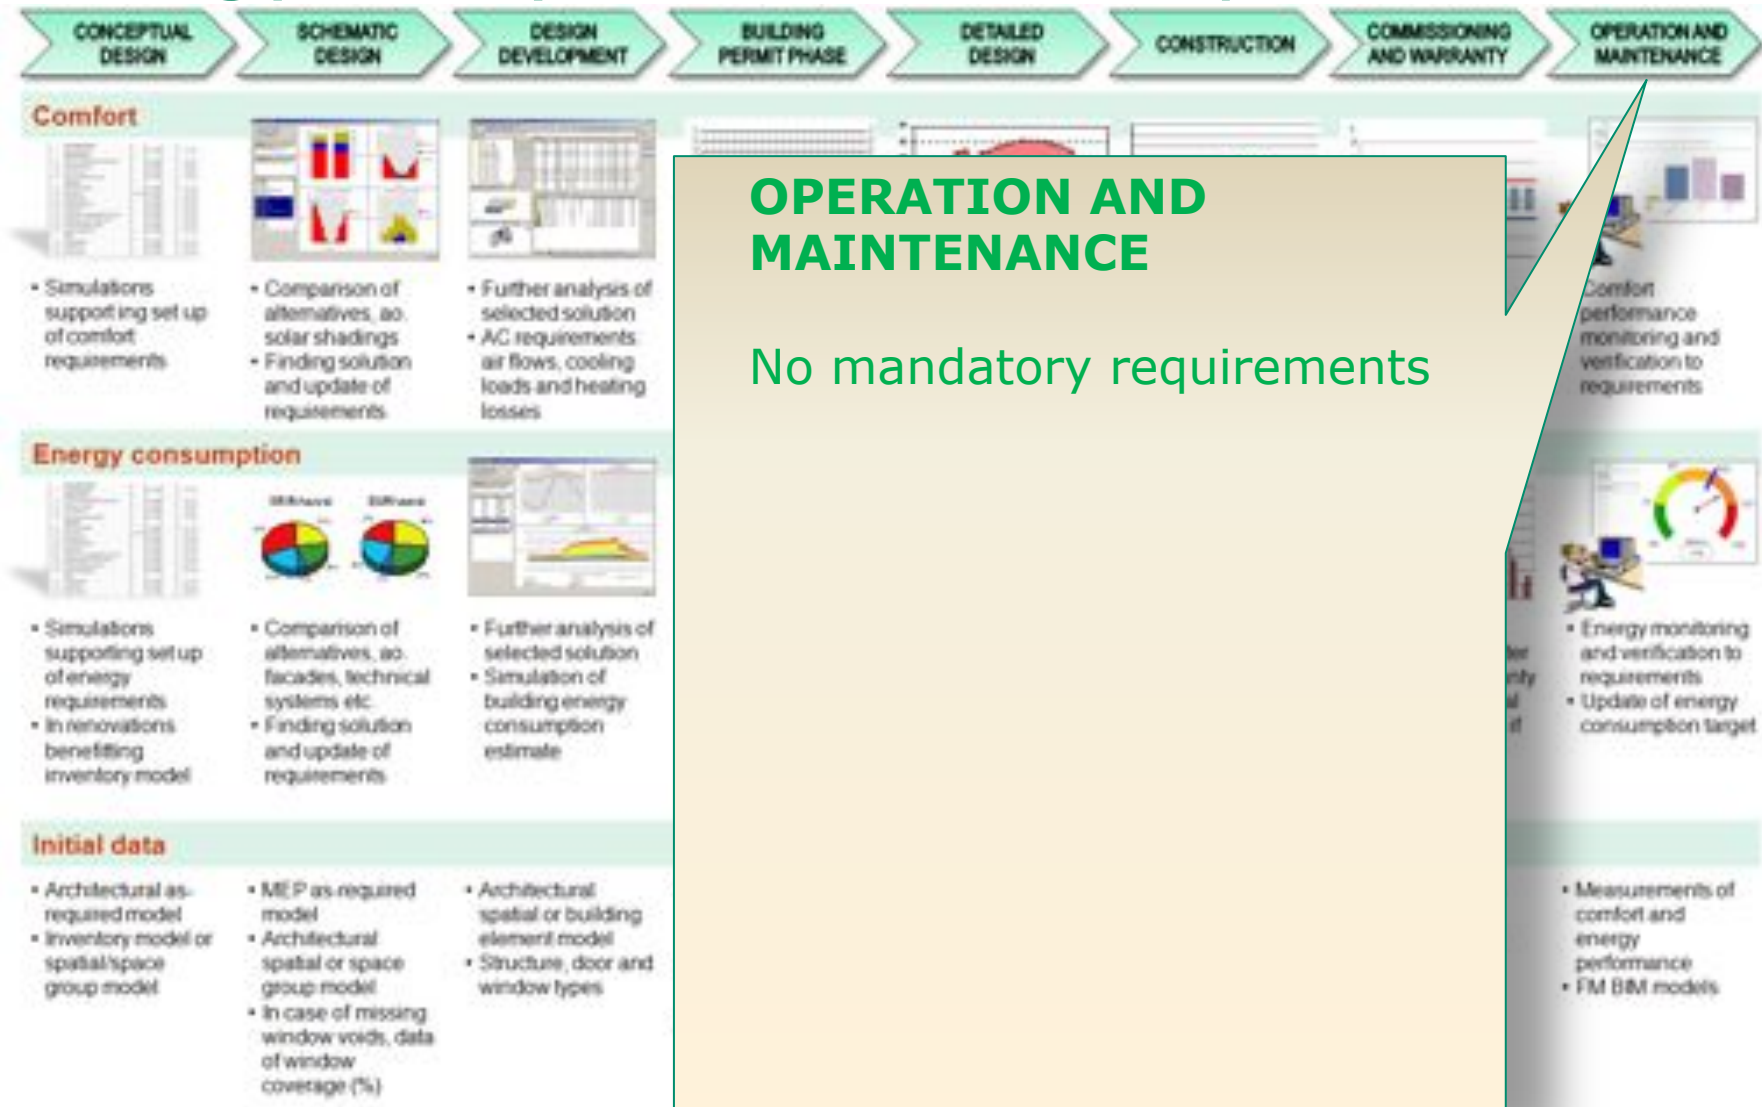 CONCEPTUAL
DESIGN
SCHEMATIC
DESIGN
DESIGN
DEVELOPMENT
BUILDING
PERMIT PHASE
DETAILED
DESIGN
CONSTRUCTION
COMMISSIONING
AND WARRANTY
OPERATION AND
MAINTENANCE
Comfort
• Simulations
supporting set up
of comfort
requirements
• Comparison of
alternatives, ao.
solar shadings
• Finding solution
and update of
requirements
• Further analysis of
selected solution
• AC requirements
air flows, cooling
loads and heating
losses
OPERATION AND
MAINTENANCE
No mandatory requirements
Comfort
performance
monitoring and
verification to
requirements
Energy consumption
• Simulations
supporting set up
of energy
requirements
• In renovations
benefitting
inventory model
• Comparison of
alternatives, ao.
facades, technical
systems etc.
• Finding solution
and update of
requirements
• Further analysis of
selected solution
• Simulation of
building energy
consumption
estimate
• Energy monitoring
and verification to
requirements
• Update of energy
consumption target
Initial data
• Architectural as-
required model
• Inventory model or
spatial/space
group model
• MEP as-required
model
• Architectural
spatial or space
group model
• In case of missing
window voids, data
of window
coverage (%)
• Architectural
spatial or building
element model
• Structure, door and
window types
• Measurements of
comfort and
energy
performance
• FM BIM models